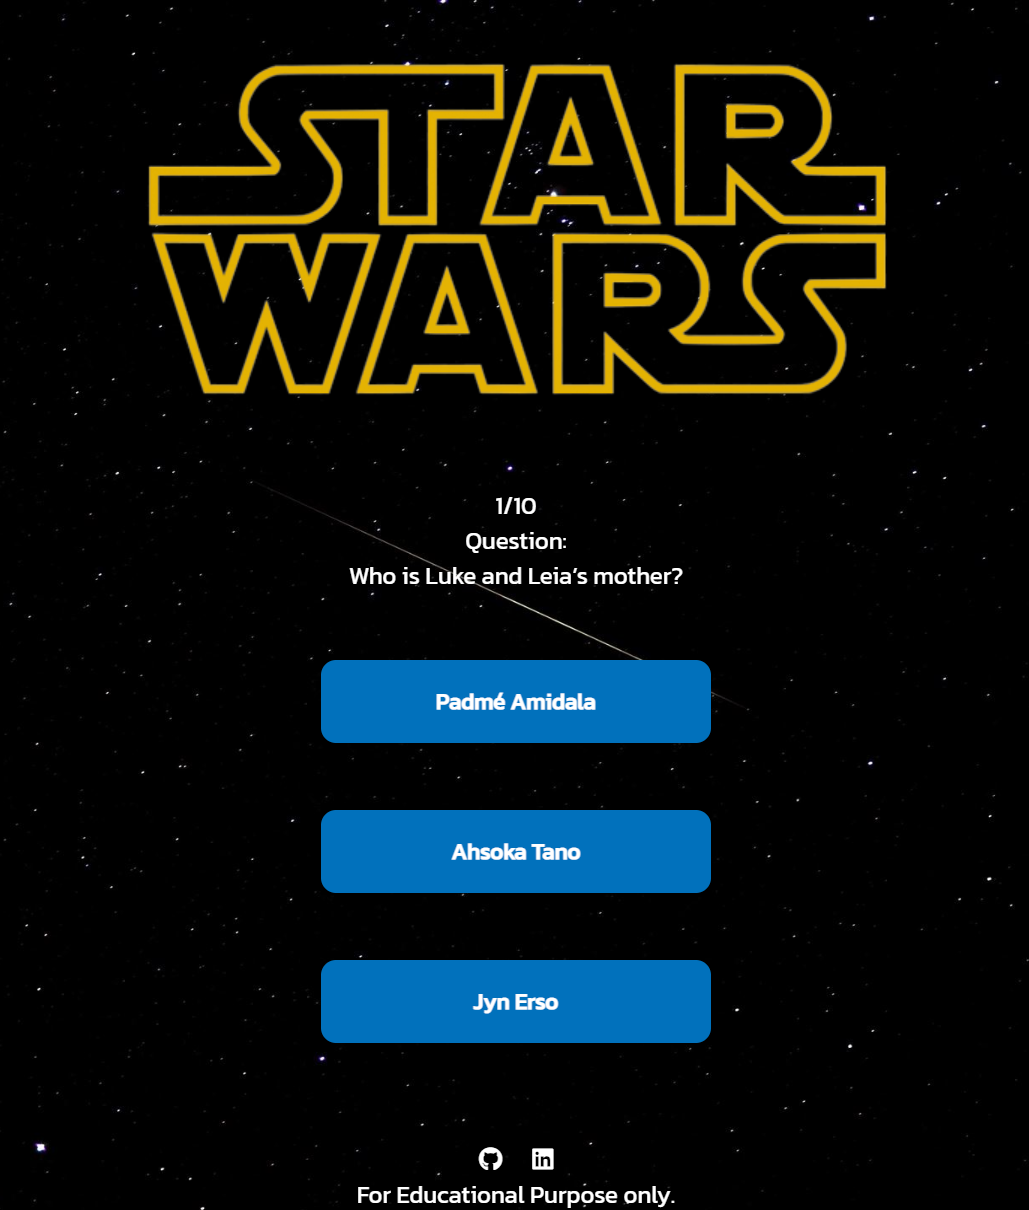 STAR
WARS
1/10
Question:
Who is Luke and Leia’s mother?
Padmé Amidala
Ahsoka Tano
Jyn Erso
in
For Educational Purpose only.